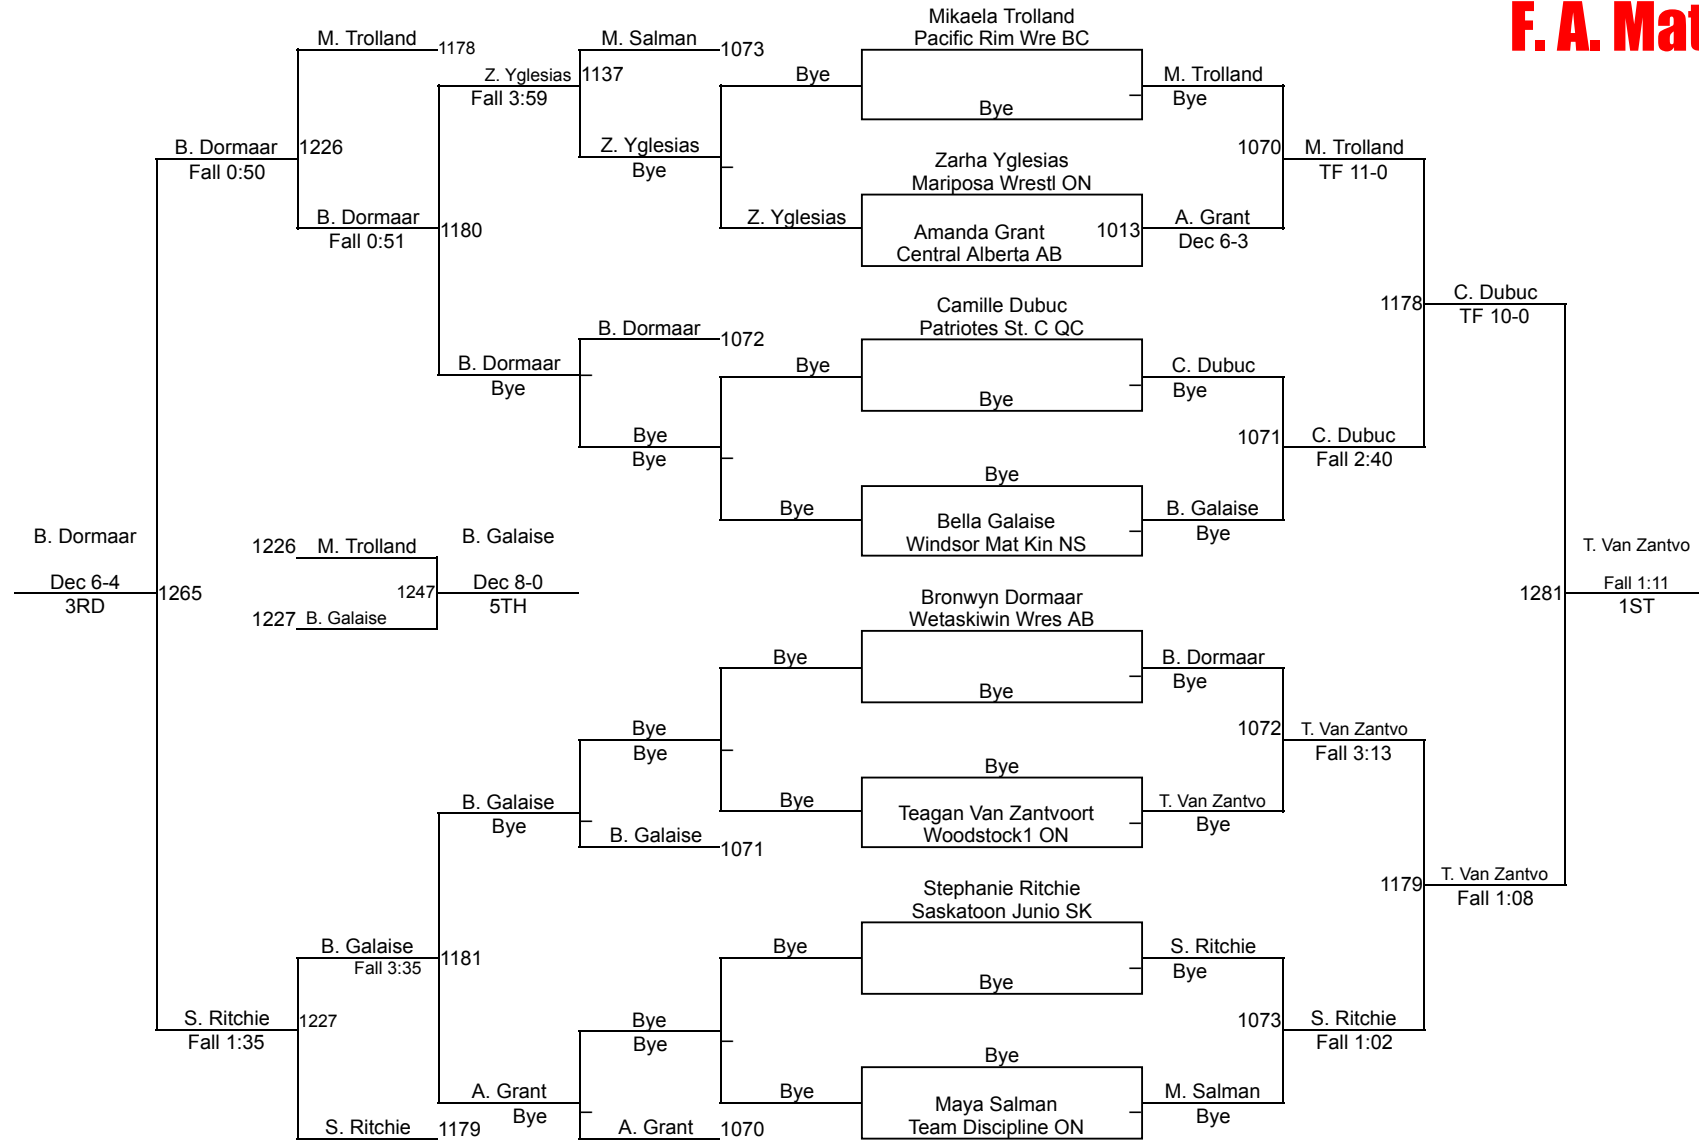 F. A. Mat
Mikaela Trolland
Pacific Rim Wre BC
M. Trolland
1178
M. Salman
1073
Z. Yglesias
1137
Fall 3:59
Bye
Bye
M. Trolland
Bye
B. Dormaar
1226
Fall 0:50
Z. Yglesias
Bye
Zarha Yglesias
Mariposa Wrestl ON
1070
M. Trolland
TF 11-0
B. Dormaar
1180
Fall 0:51
Z. Yglesias
Amanda Grant
Central Alberta AB
1013
A. Grant
Dec 6-3
Camille Dubuc
Patriotes St. C QC
1178
C. Dubuc
TF 10-0
B. Dormaar
1072
B. Dormaar
Bye
Bye
Bye
C. Dubuc
Bye
Bye
Bye
1071
C. Dubuc
Fall 2:40
Bye
Bye
Bella Galaise
Windsor Mat Kin NS
B. Galaise
Bye
B. Dormaar
Dec 6-4
3RD
1265
1226
M. Trolland
1227
B. Galaise
1247
B. Galaise
Dec 8-0
5TH
T. Van Zantvo
1281
Fall 1:11
1ST
Bronwyn Dormaar
Wetaskiwin Wres AB
Bye
Bye
B. Dormaar
Bye
Bye
Bye
1072
T. Van Zantvo
Fall 3:13
Bye
Bye
Teagan Van Zantvoort
Woodstock1 ON
T. Van Zantvo
Bye
B. Galaise
Bye
B. Galaise
1071
1179
T. Van Zantvo
Fall 1:08
Stephanie Ritchie
Saskatoon Junio SK
B. Galaise
1181
Fall 3:35
Bye
Bye
S. Ritchie
Bye
S. Ritchie
1227
Fall 1:35
Bye
Bye
1073
S. Ritchie
Fall 1:02
Bye
A. Grant
Bye
Bye
Maya Salman
Team Discipline ON
M. Salman
Bye
S. Ritchie
1179
A. Grant
1070